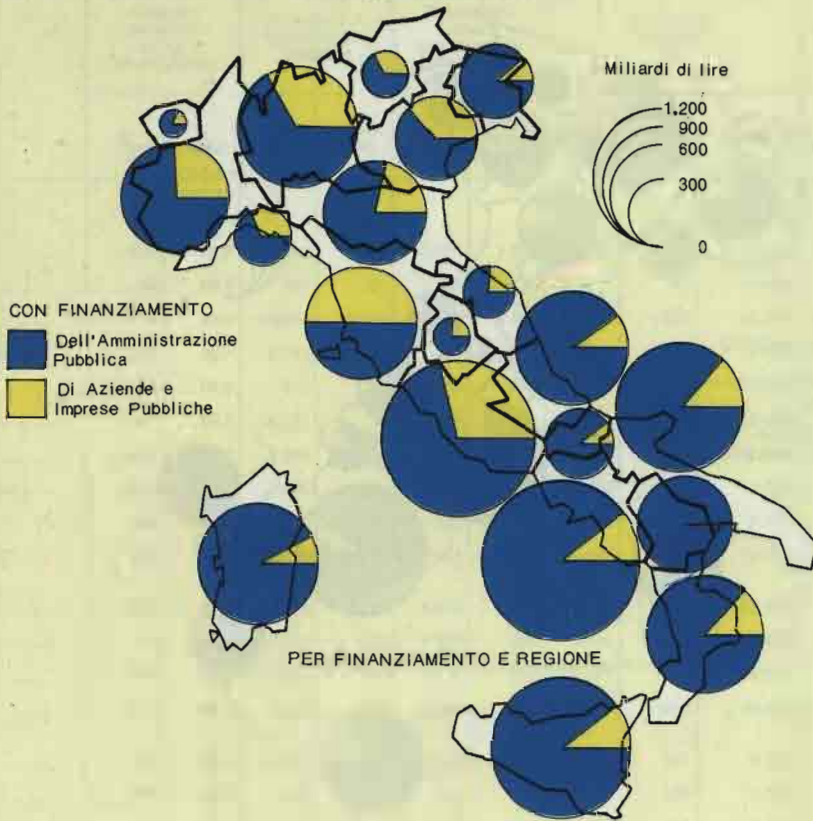 Miliardi di lire
1.200
900
600
300
0
CON FINANZIAMENTO
Dell'Amministrazione
Pubblica
Di Aziende e
Imprese Pubbliche
PER FINANZIAMENTO E REGIONE